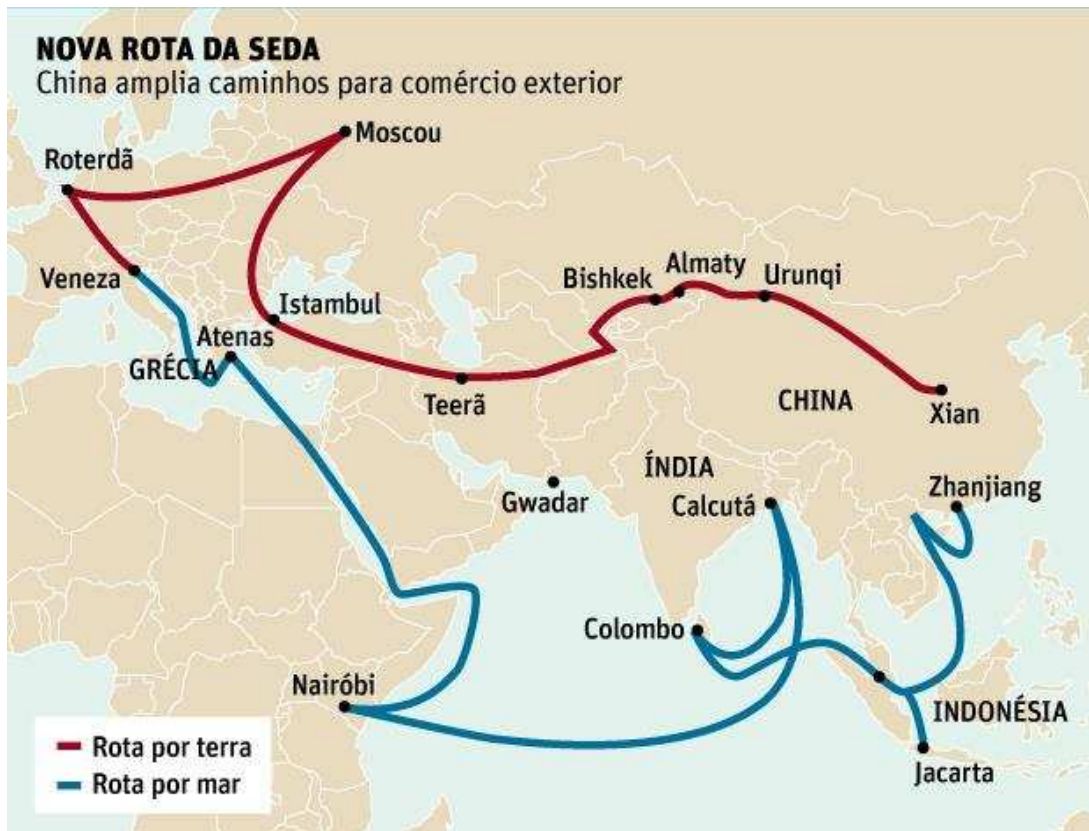 NOVA ROTA DA SEDA
China amplia caminhos para comércio exterior
Moscou
Roterdã
Veneza
Istambul
Atenas
GRÉCIA
Teerã
Bishkek
Almaty
Urunqi
CHINA
Xian
ÍNDIA
Gwadar
Calcutá
Zhanjiang
Colombo
Nairóbi
INDONÉSIA
Jacarta
Rota por terra
Rota por mar